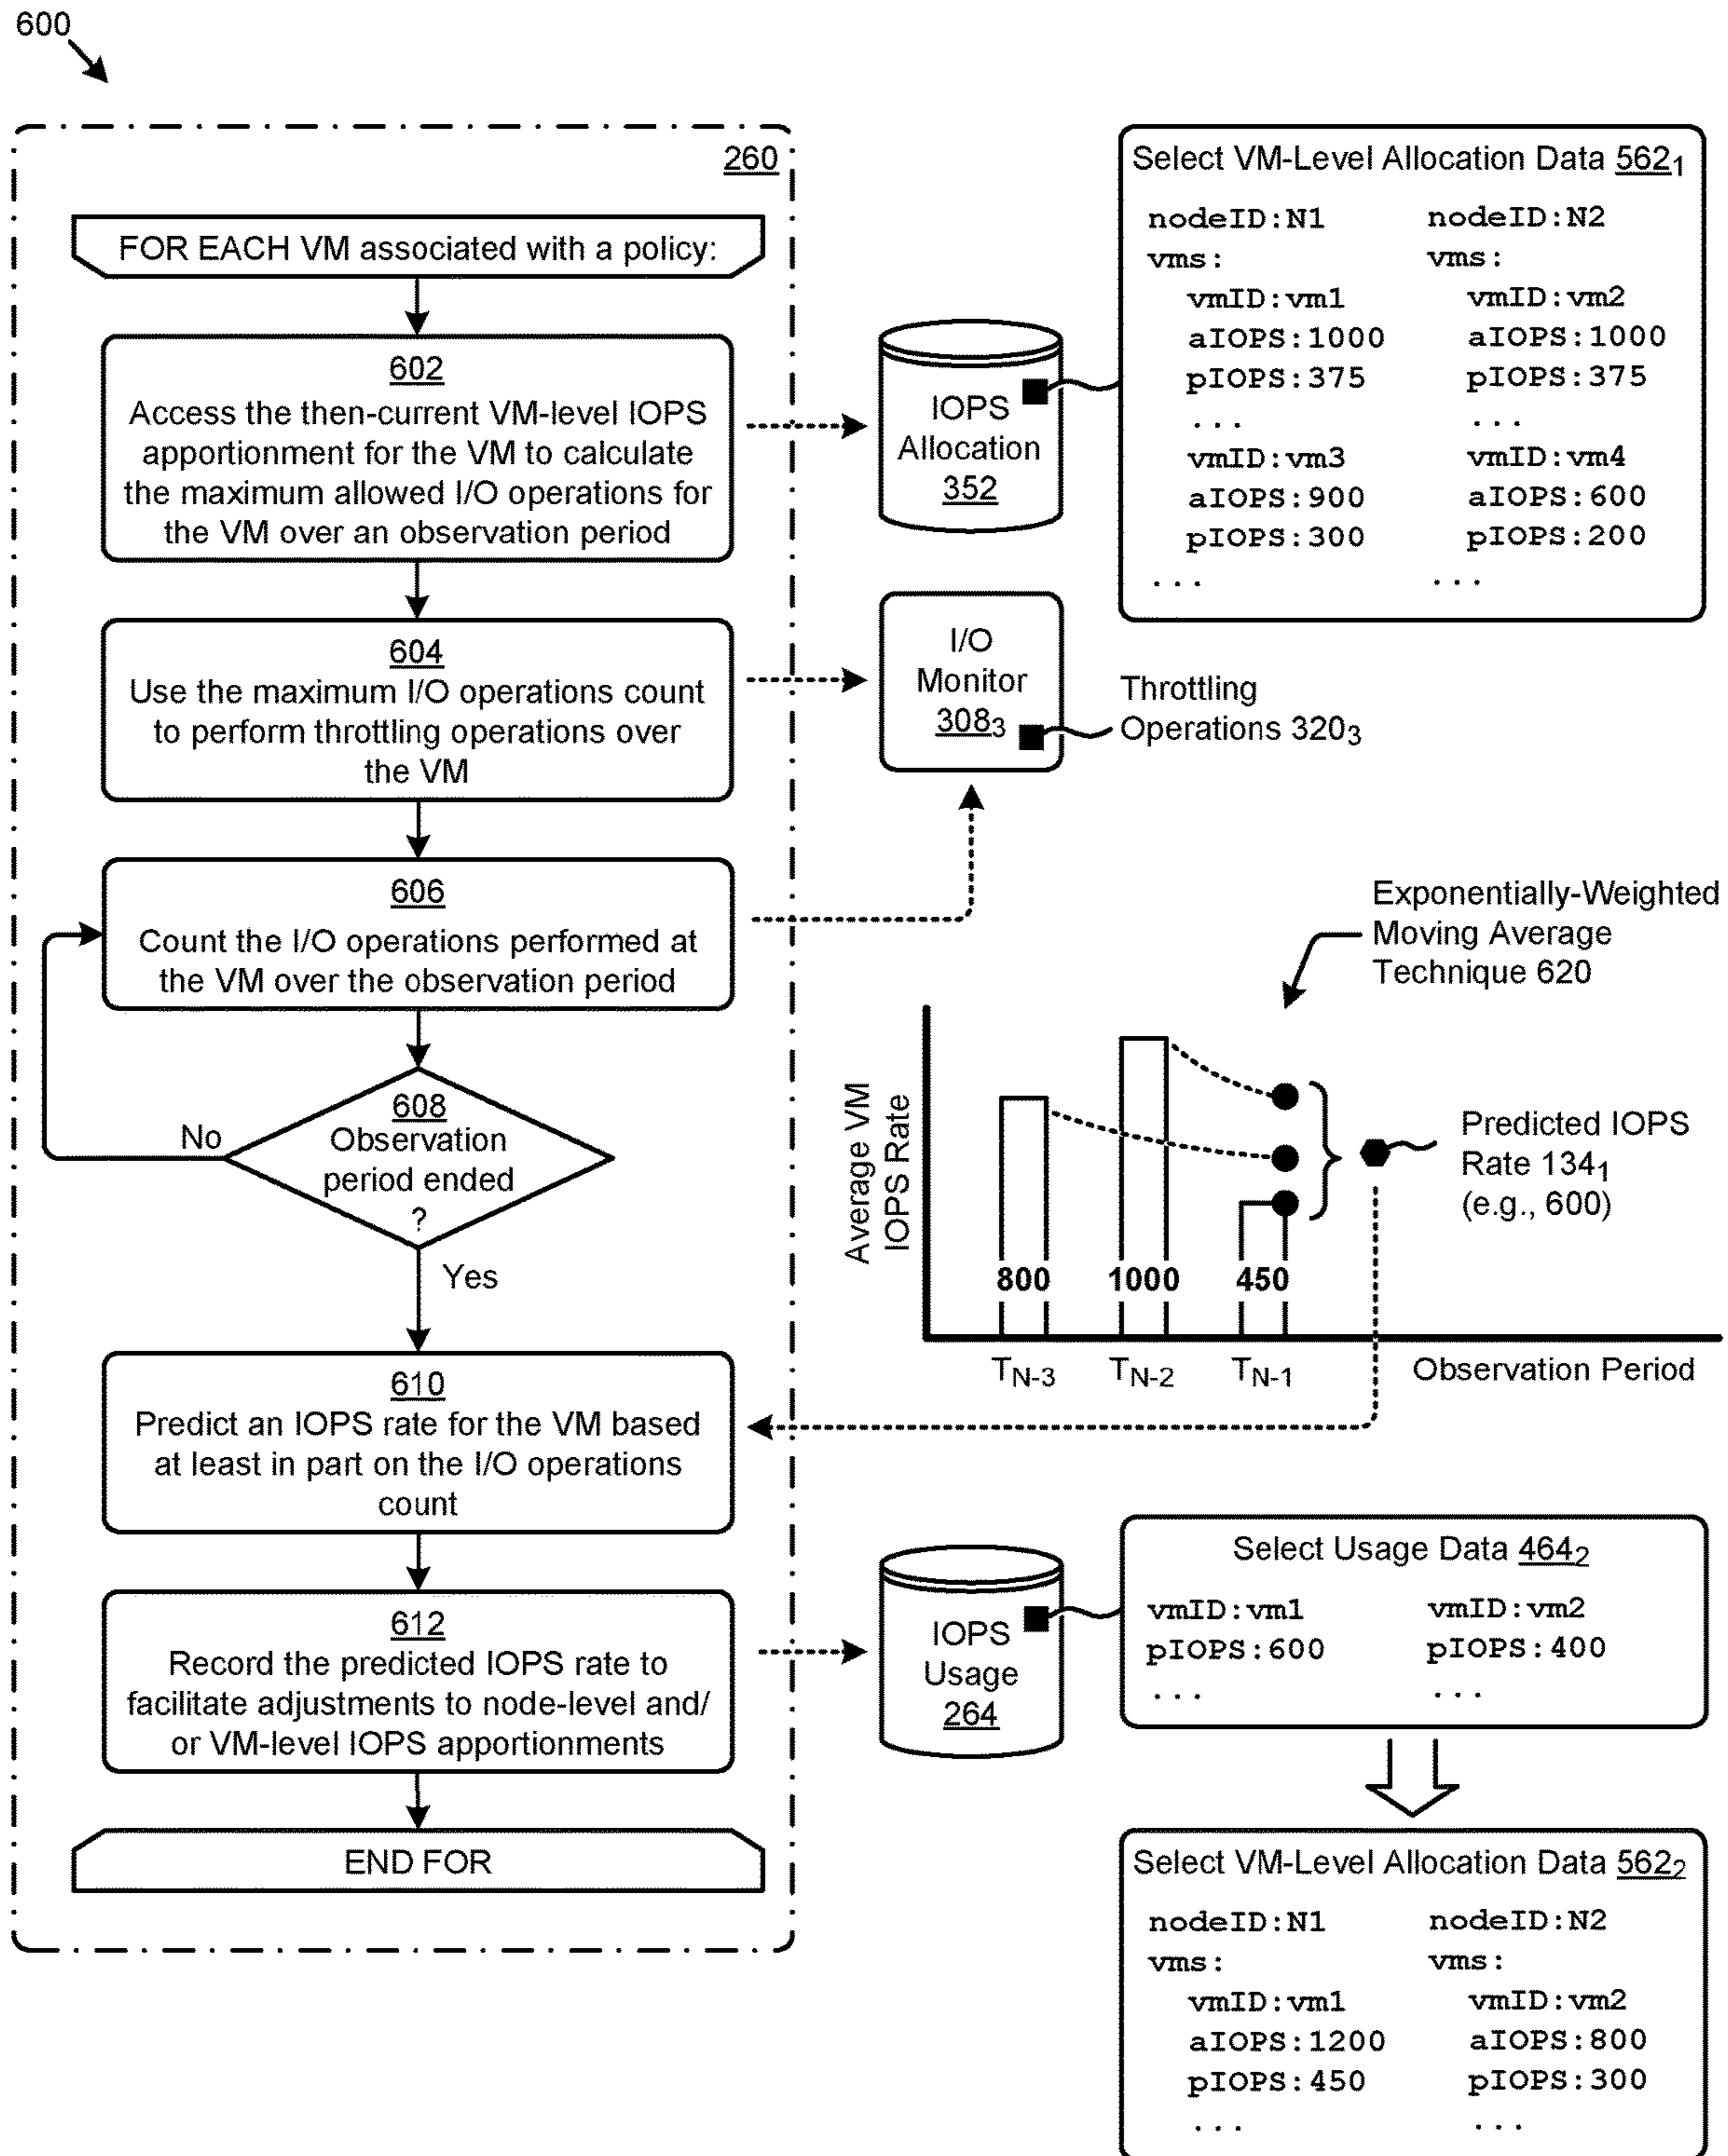 600
260
FOR EACH VM associated with a policy:
602
Access the then-current VM-level IOPS
apportionment for the VM to calculate
the maximum allowed I/O operations for
the VM over an observation period
604
Use the maximum I/O operations count
to perform throttling operations over
the VM
606
Count the I/O operations performed at
the VM over the observation period
608
Observation
period ended
?
No
Yes
610
Predict an IOPS rate for the VM based
at least in part on the I/O operations
count
612
Record the predicted IOPS rate to
facilitate adjustments to node-level and/
or VM-level IOPS apportionments
END FOR
IOPS
Allocation
352
Select VM-Level Allocation Data 562₁
nodeID:N1 nodeID:N2
vms: vms:
vmID:vm1 vmID:vm2
aIOPS:1000 aIOPS:1000
pIOPS:375 pIOPS:375
... ...
vmID:vm3 vmID:vm4
aIOPS:900 aIOPS:600
pIOPS:300 pIOPS:200
... ...
I/O
Monitor
308₃
Throttling
Operations 320₃
Exponentially-Weighted
Moving Average
Technique 620
Average VM
IOPS Rate
800 1000 450
T_N-3 T_N-2 T_N-1 Observation Period
Predicted IOPS
Rate 134₁
(e.g., 600)
IOPS
Usage
264
Select Usage Data 464₂
vmID:vm1 vmID:vm2
pIOPS:600 pIOPS:400
... ...
Select VM-Level Allocation Data 562₂
nodeID:N1 nodeID:N2
vms: vms:
vmID:vm1 vmID:vm2
aIOPS:1200 aIOPS:800
pIOPS:450 pIOPS:300
... ...